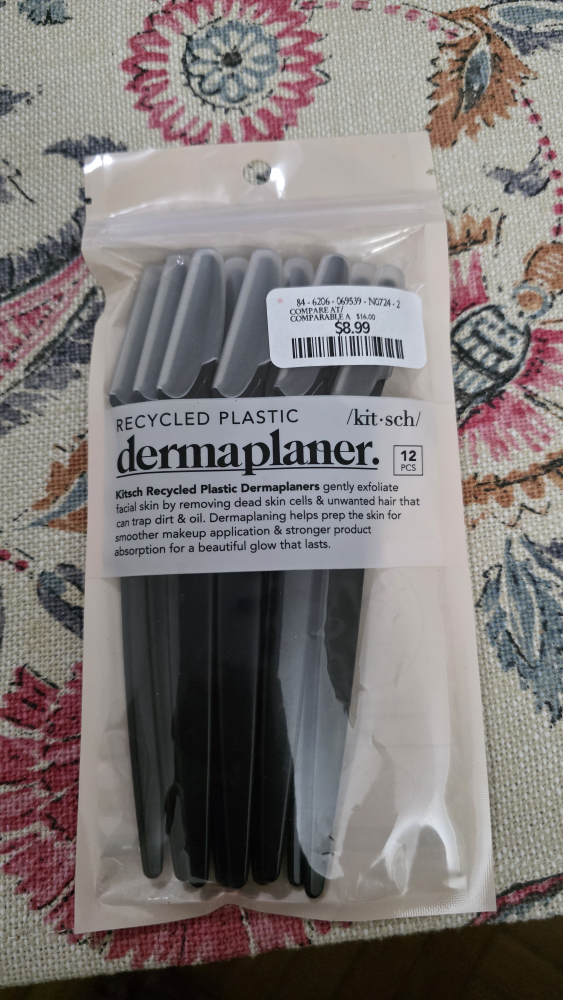 84 - 6206 - 069539 - N0724 - 2
COMPARE AT/
COMPARABLE A $16.00
$8.99
RECYCLED PLASTIC /kit·sch/
dermaplaner. 12
PCS
Kitsch Recycled Plastic Dermaplaners gently exfoliate
facial skin by removing dead skin cells & unwanted hair that
can trap dirt & oil. Dermaplaning helps prep the skin for
smoother makeup application & stronger product
absorption for a beautiful glow that lasts.